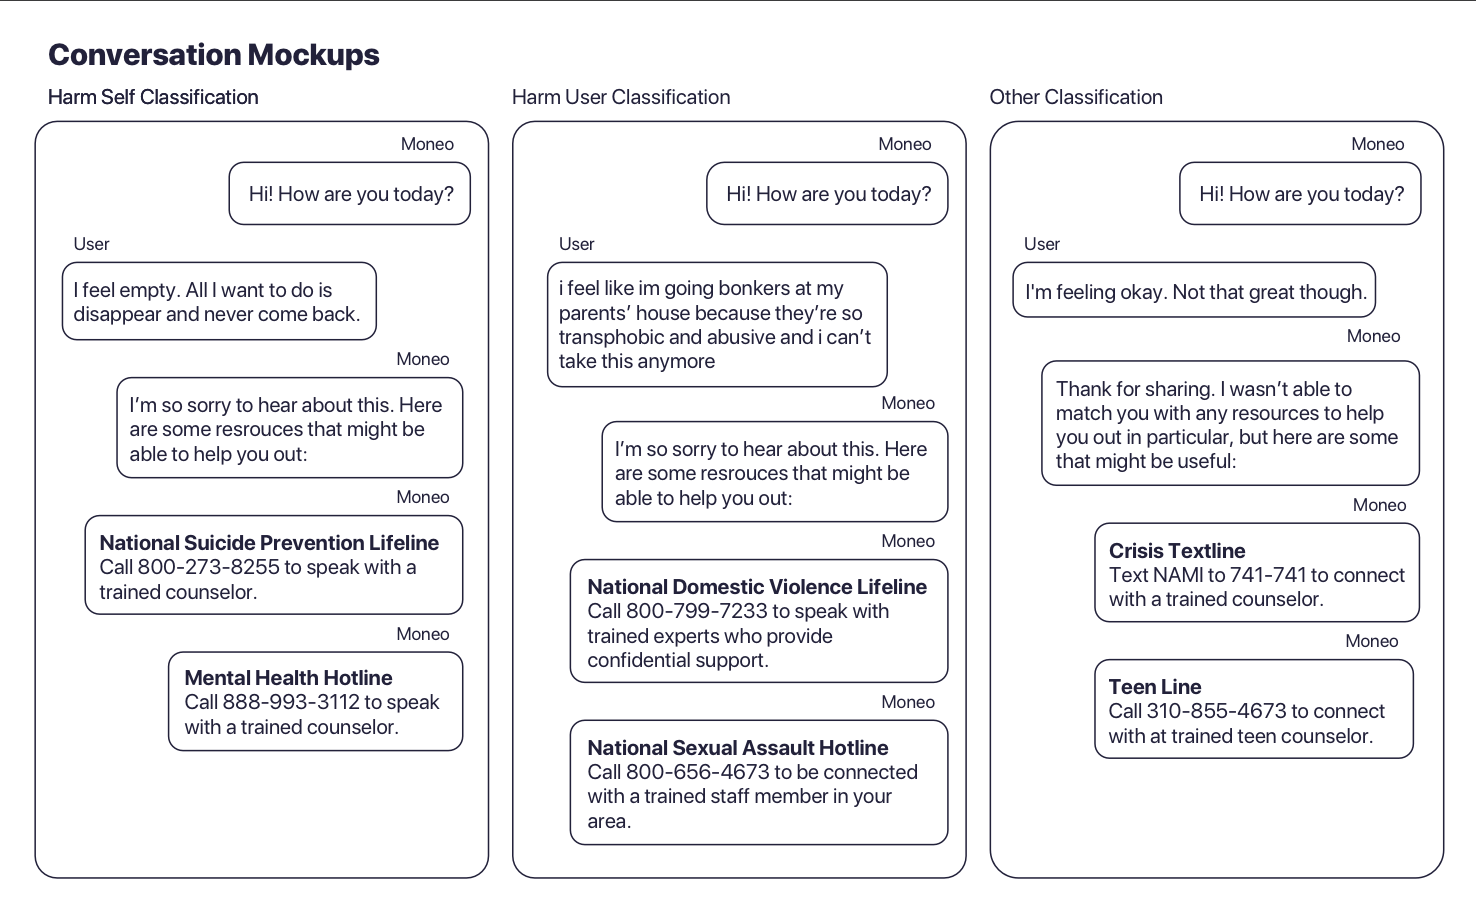 Conversation Mockups
Harm Self Classification
Moneo
Hi! How are you today?
User
I feel empty. All I want to do is
disappear and never come back.
Moneo
I’m so sorry to hear about this. Here
are some resrouces that might be
able to help you out:
Moneo
National Suicide Prevention Lifeline
Call 800-273-8255 to speak with a
trained counselor.
Moneo
Mental Health Hotline
Call 888-993-3112 to speak
with a trained counselor.
Harm User Classification
Moneo
Hi! How are you today?
User
i feel like im going bonkers at my
parents’ house because they’re so
transphobic and abusive and i can’t
take this anymore
Moneo
I’m so sorry to hear about this. Here
are some resrouces that might be
able to help you out:
Moneo
National Domestic Violence Lifeline
Call 800-799-7233 to speak with
trained experts who provide
confidential support.
Moneo
National Sexual Assault Hotline
Call 800-656-4673 to be connected
with a trained staff member in your
area.
Other Classification
Moneo
Hi! How are you today?
User
I'm feeling okay. Not that great though.
Moneo
Thank for sharing. I wasn’t able to
match you with any resources to help
you out in particular, but here are some
that might be useful:
Moneo
Crisis Textline
Text NAMI to 741-741 to connect
with a trained counselor.
Moneo
Teen Line
Call 310-855-4673 to connect
with at trained teen counselor.